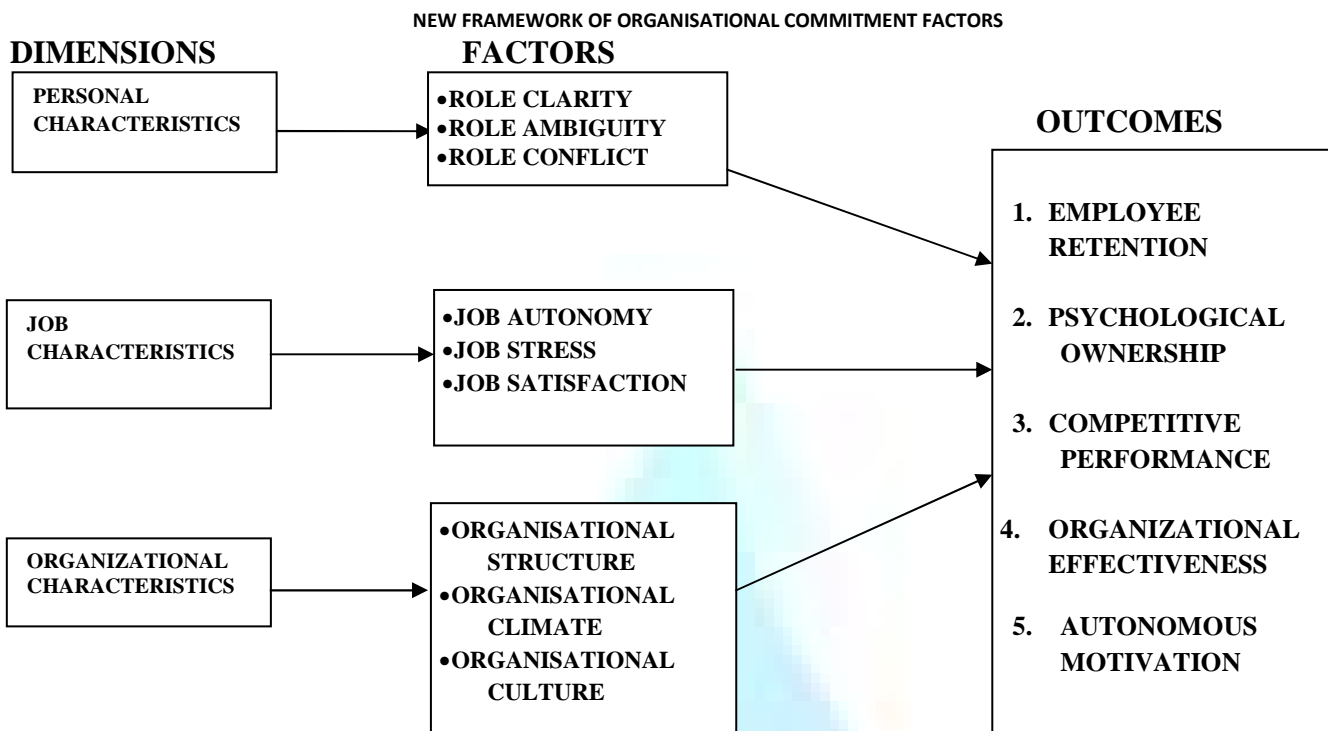 NEW FRAMEWORK OF ORGANISATIONAL COMMITMENT FACTORS
DIMENSIONS
FACTORS
OUTCOMES
PERSONAL
CHARACTERISTICS
•ROLE CLARITY
•ROLE AMBIGUITY
•ROLE CONFLICT
JOB
CHARACTERISTICS
•JOB AUTONOMY
•JOB STRESS
•JOB SATISFACTION
ORGANIZATIONAL
CHARACTERISTICS
•ORGANISATIONAL
STRUCTURE
•ORGANISATIONAL
CLIMATE
•ORGANISATIONAL
CULTURE
1. EMPLOYEE
RETENTION
2. PSYCHOLOGICAL
OWNERSHIP
3. COMPETITIVE
PERFORMANCE
4. ORGANIZATIONAL
EFFECTIVENESS
5. AUTONOMOUS
MOTIVATION